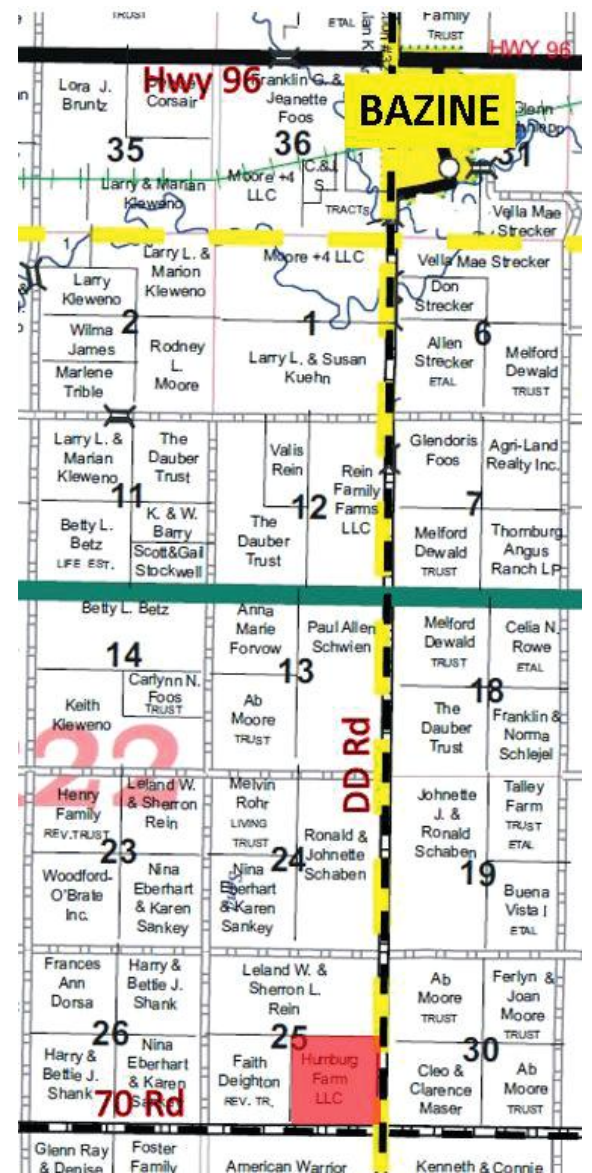 TRUST
ETAL
Family
TRUST
HWY 96
Hwy 96
Lora J.
Bruntz
Corsair
Franklin G. &
Jeanette
Foos
BAZINE
Glenn
35
36
31
Larry & Marian
Kleweno
Moore +4
LLC
C.&J.
S.
1
TRACTS
Vella Mae
Strecker
1
Larry L. &
Marion
Kleweno
Moore +4 LLC
Vella Mae Strecker
Larry
Kleweno
Don
Strecker
2
1
6
Wilma
James
Rodney
L.
Moore
Larry L. & Susan
Kuehn
Allen
Strecker
ETAL
Melford
Dewald
TRUST
Marlene
Trible
Larry L. &
Marian
Kleweno
The
Dauber
Trust
Valis
Rein
Rein
Family
Farms
LLC
Glendoris
Foos
Agri-Land
Realty Inc.
11
12
7
Betty L.
Betz
LIFE EST.
K. & W.
Barry
Scott&Gail
Stockwell
The
Dauber
Trust
Melford
Dewald
TRUST
Thornburg
Angus
Ranch LP
Betty L. Betz
Anna
Marie
Forvow
Paul Allen
Schwien
Melford
Dewald
TRUST
Celia N.
Rowe
ETAL
14
13
18
Keith
Kleweno
Carlynn N.
Foos
TRUST
Ab
Moore
TRUST
The
Dauber
Trust
Franklin &
Norma
Schlejel
22
DD Rd
Henry
Family
REV.TRUST
Leland W.
& Sherron
Rein
Melvin
Rohr
LIVING
TRUST
Ronald &
Johnette
Schaben
Johnette
J. &
Ronald
Schaben
Talley
Farm
TRUST
ETAL
23
24
19
Woodford-
O'Brate
Inc.
Nina
Eberhart
& Karen
Sankey
Nina
Eberhart
& Karen
Sankey
Buena
Vista I
ETAL
Frances
Ann
Dorsa
Harry &
Bettie J.
Shank
Leland W. &
Sherron L.
Rein
Ab
Moore
TRUST
Ferlyn &
Joan
Moore
TRUST
26
25
30
Harry &
Bettie J.
Shank
Nina
Eberhart
& Karen
Faith
Deighton
REV. TR.
Humburg
Farm
LLC
Cleo &
Clarence
Maser
Ab
Moore
TRUST
70 Rd
Glenn Ray
& Denise
Foster
Family
American Warrior
Kenneth & Connie